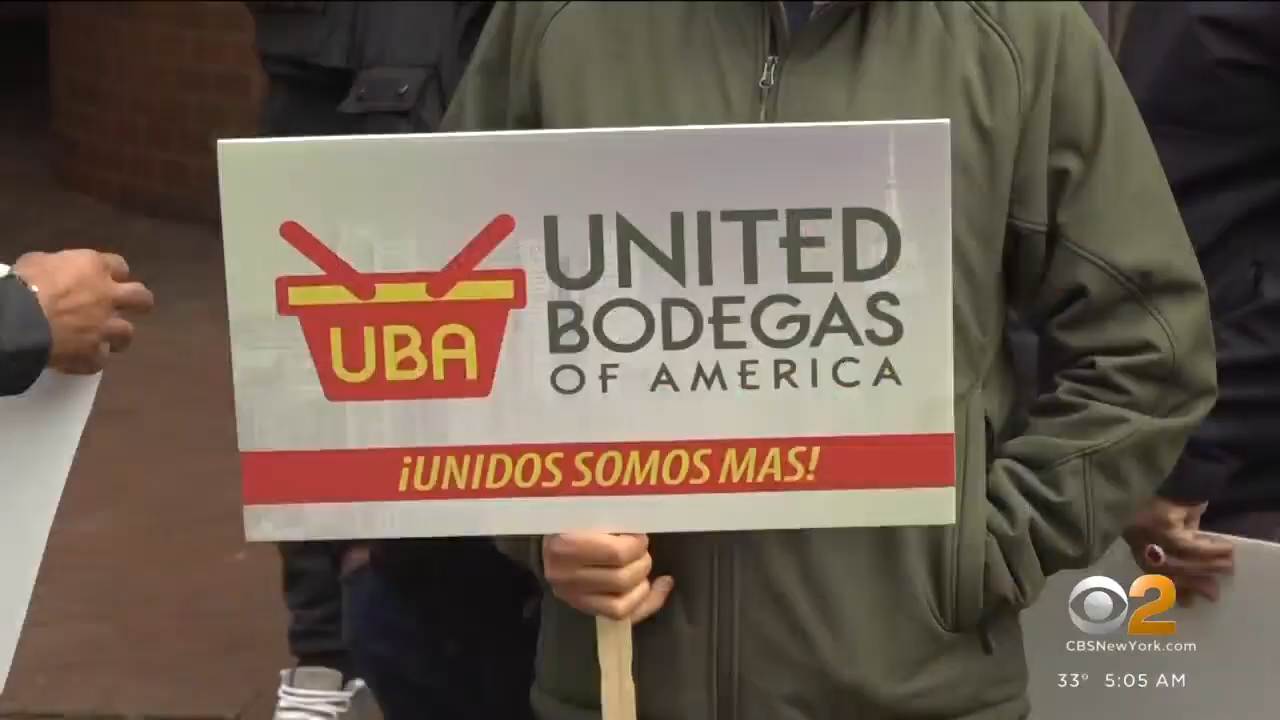 UBA
UNITED
BODEGAS
OF AMERICA
¡UNIDOS SOMOS MAS!
2
CBSNewYork.com
33° 5:05 AM